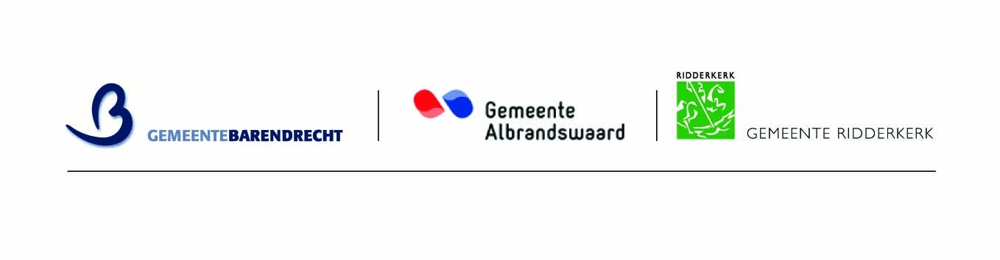 GEMEENTEBARENDRECHT
Gemeente
Albrandswaard
RIDDERKERK
GEMEENTE RIDDERKERK